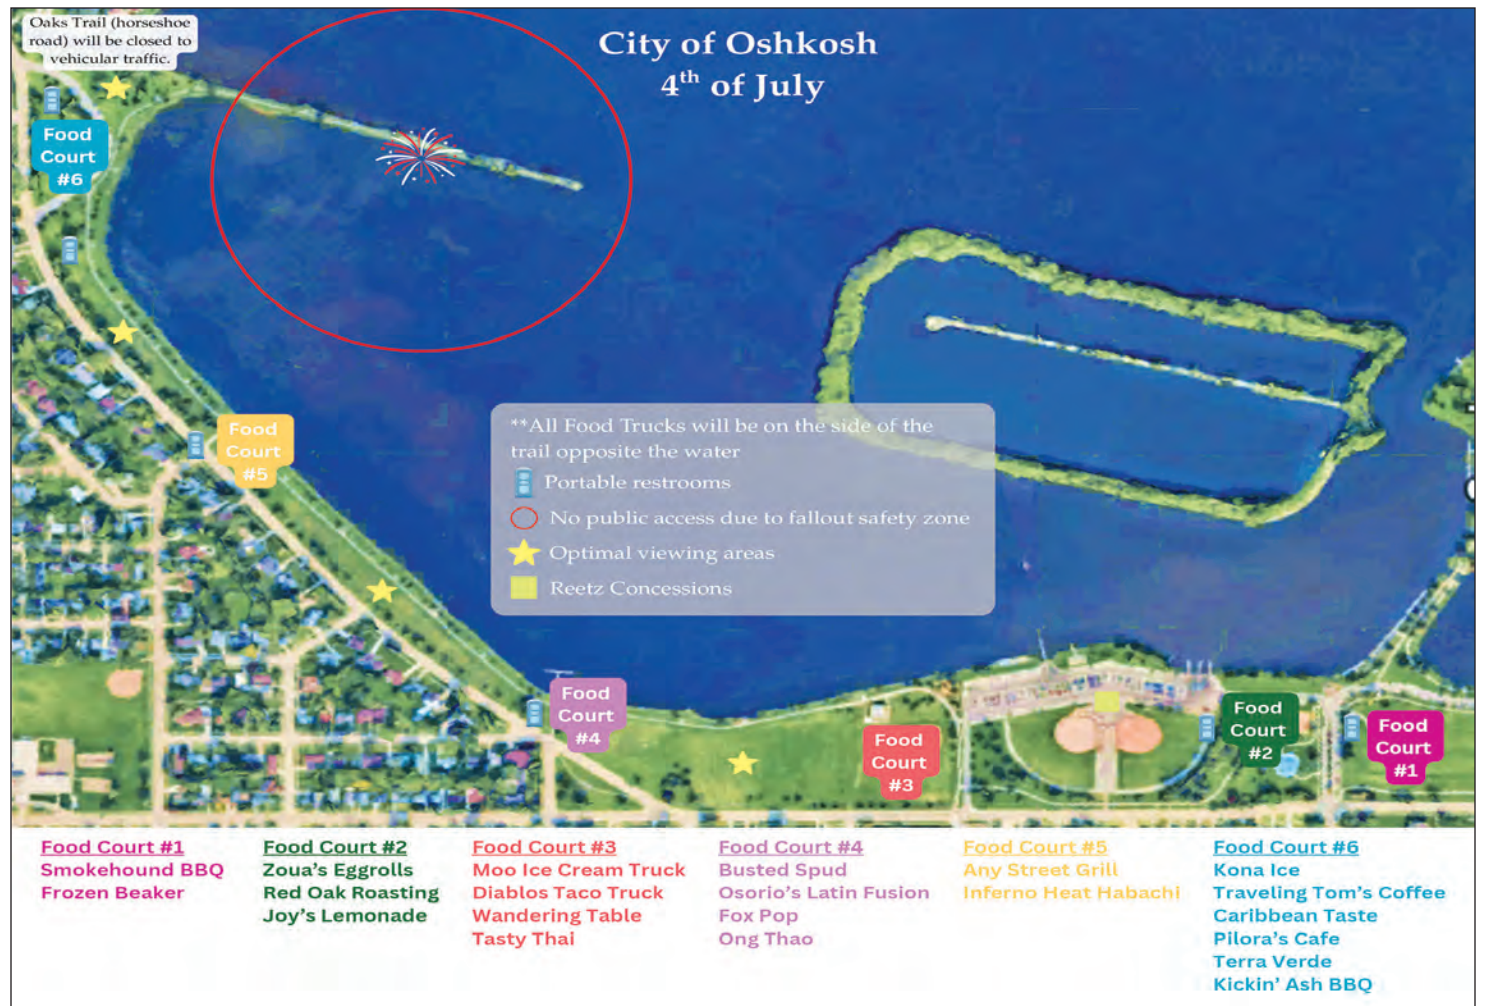 Oaks Trail (horseshoe
road) will be closed to
vehicular traffic.
City of Oshkosh
4th of July
Food
Court
#6
Food
Court
#5
**All Food Trucks will be on the side of the
trail opposite the water
Portable restrooms
No public access due to fallout safety zone
Optimal viewing areas
Reetz Concessions
Food
Court
#4
Food
Court
#3
Food
Court
#2
Food
Court
#1
Food Court #1
Smokehound BBQ
Frozen Beaker
Food Court #2
Zoua's Eggrolls
Red Oak Roasting
Joy's Lemonade
Food Court #3
Moo Ice Cream Truck
Diablos Taco Truck
Wandering Table
Tasty Thai
Food Court #4
Busted Spud
Osorio's Latin Fusion
Fox Pop
Ong Thao
Food Court #5
Any Street Grill
Inferno Heat Habachi
Food Court #6
Kona Ice
Traveling Tom's Coffee
Caribbean Taste
Pilora's Cafe
Terra Verde
Kickin' Ash BBQ